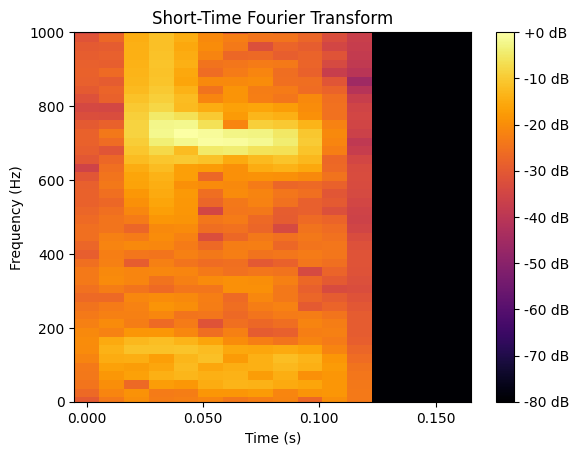 Short-Time Fourier Transform
Frequency (Hz)
1000
800
600
400
200
0
0.000
0.050
0.100
0.150
Time (s)
+0 dB
-10 dB
-20 dB
-30 dB
-40 dB
-50 dB
-60 dB
-70 dB
-80 dB